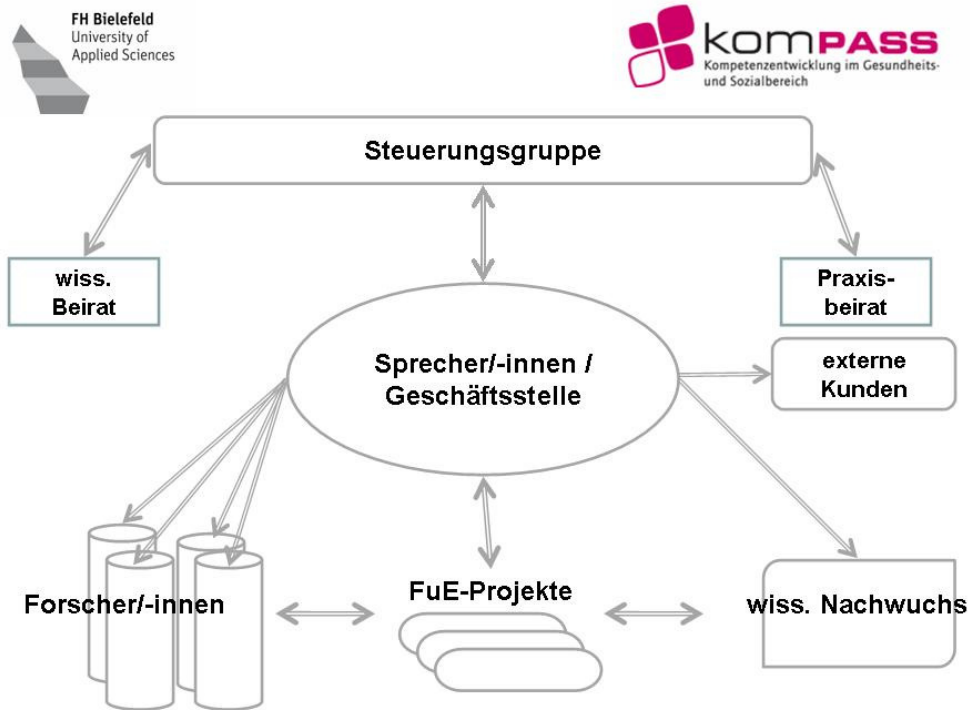 FH Bielefeld
University of
Applied Sciences
komPASS
Kompetenzentwicklung im Gesundheits-
und Sozialbereich
Steuerungsgruppe
wiss.
Beirat
Praxis-
beirat
Sprecher/-innen /
Geschäftsstelle
externe
Kunden
Forscher/-innen
FuE-Projekte
wiss. Nachwuchs